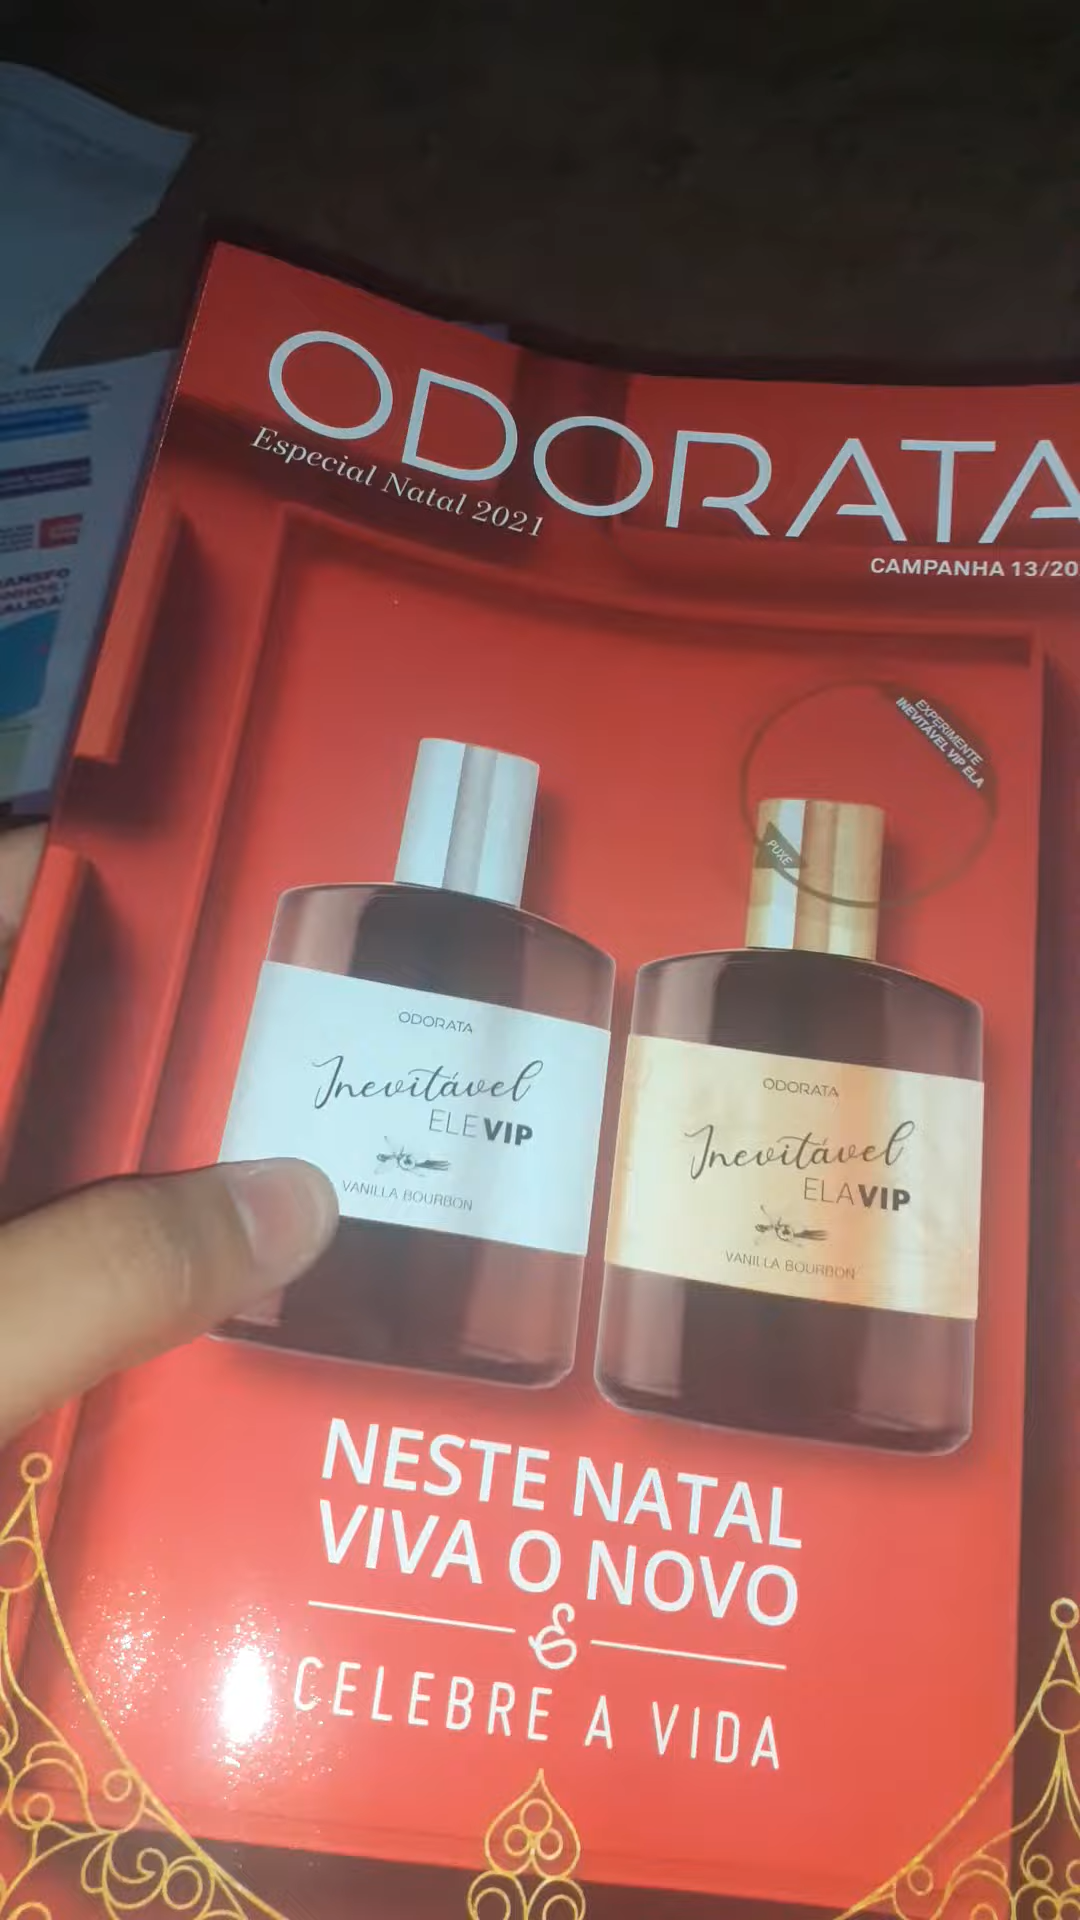 ODORATA
Especial Natal 2021
CAMPANHA 13/20
EXPERIMENTE
INEVITÁVEL VIP ELA
PUXE
ODORATA
Inevitável
ELE VIP
VANILLA BOURBON
ODORATA
Inevitável
ELA VIP
VANILLA BOURBON
NESTE NATAL
VIVA O NOVO
&
CELEBRE A VIDA